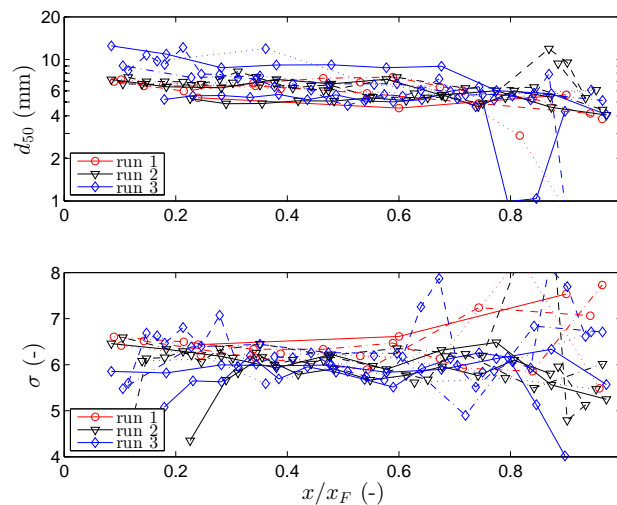 20
10
6
4
2
1
d50 (mm)
run 1
run 2
run 3
0 0.2 0.4 0.6 0.8
8
7
6
5
4
σ (-)
run 1
run 2
run 3
0 0.2 0.4 0.6 0.8
x/xF (-)